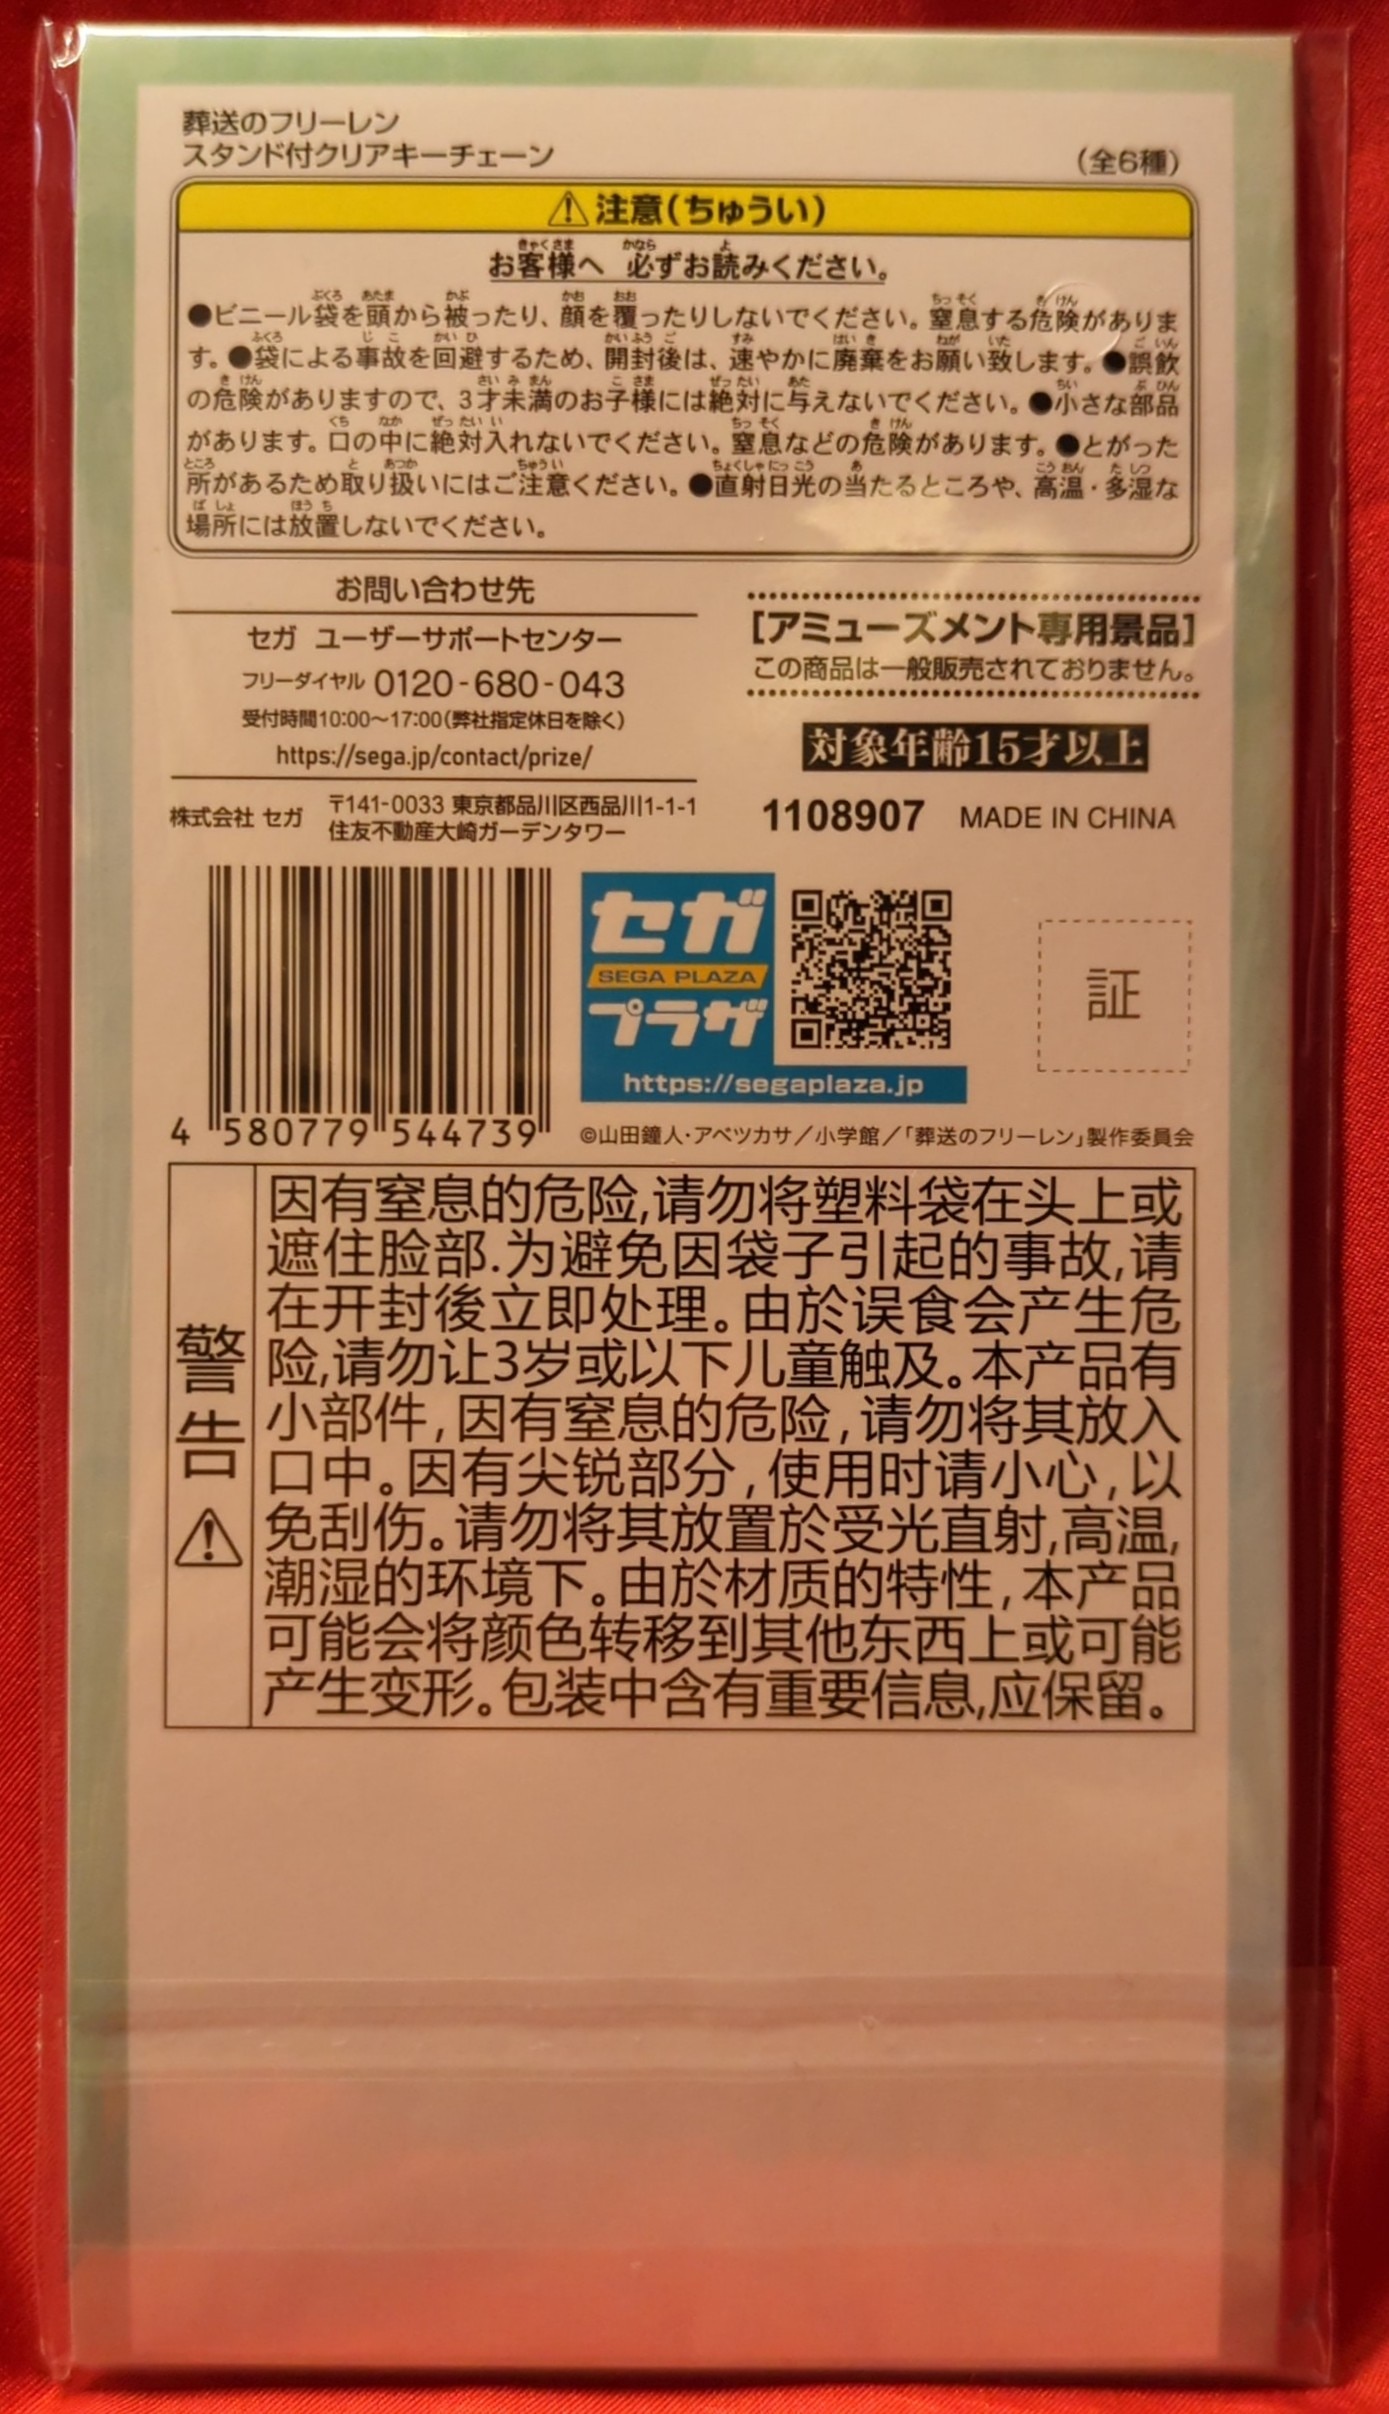 葬送のフリーレン
スタンド付クリアキーチェーン
(全6種)
⚠注意(ちゅうい)
お客様へ 必ずお読みください。
●ビニール袋を頭から被ったり、顔を覆ったりしないでください。窒息する危険がありま
す。●袋による事故を回避するため、開封後は、速やかに廃棄をお願い致します。●誤飲
の危険がありますので、3才未満のお子様には絶対に与えないでください。●小さな部品
があります。口の中に絶対入れないでください。窒息などの危険があります。●とがった
所があるため取り扱いにはご注意ください。●直射日光の当たるところや、高温・多湿な
場所には放置しないでください。
お問い合わせ先
セガ ユーザーサポートセンター
フリーダイヤル 0120-680-043
受付時間10:00～17:00(弊社指定休日を除く)
https://sega.jp/contact/prize/
株式会社 セガ
〒141-0033 東京都品川区西品川1-1-1
住友不動産大崎ガーデンタワー
[アミューズメント専用景品]
この商品は一般販売されておりません。
対象年齢15才以上
1108907 MADE IN CHINA
4 580779 544739
セガ
SEGA PLAZA
プラザ
https://segaplaza.jp
証
©山田鐘人・アベツカサ／小学館／「葬送のフリーレン」製作委員会
警告⚠
因有窒息的危险,请勿将塑料袋在头上或
遮住脸部.为避免因袋子引起的事故,请
在开封後立即处理。由於误食会产生危
险,请勿让3岁或以下儿童触及。本产品有
小部件,因有窒息的危险,请勿将其放入
口中。因有尖锐部分,使用时请小心,以
免刮伤。请勿将其放置於受光直射,高温,
潮湿的环境下。由於材质的特性,本产品
可能会将颜色转移到其他东西上或可能
产生变形。包装中含有重要信息,应保留。